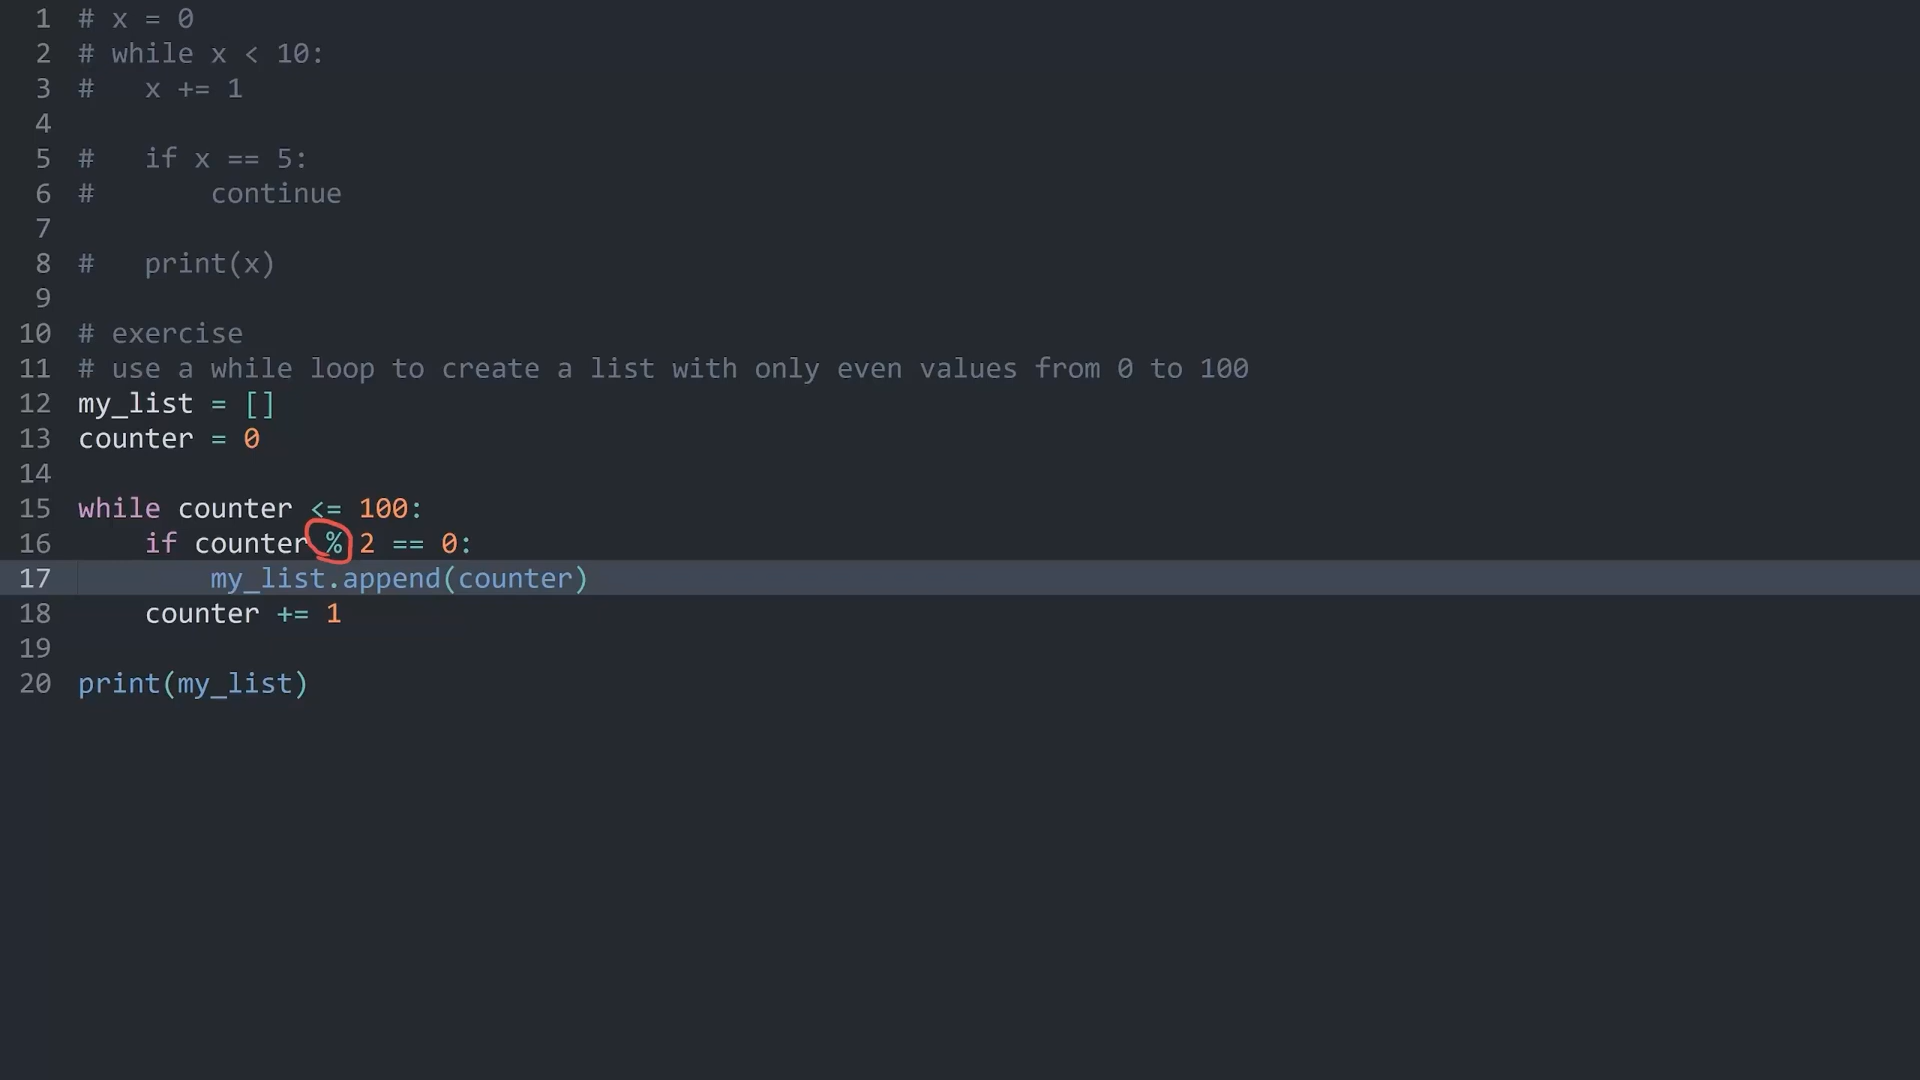 1 # x = 0
2 # while x < 10:
3 #   x += 1
4
5 #   if x == 5:
6 #       continue
7
8 #   print(x)
9
10 # exercise
11 # use a while loop to create a list with only even values from 0 to 100
12 my_list = []
13 counter = 0
14
15 while counter <= 100:
16     if counter % 2 == 0:
17         my_list.append(counter)
18     counter += 1
19
20 print(my_list)